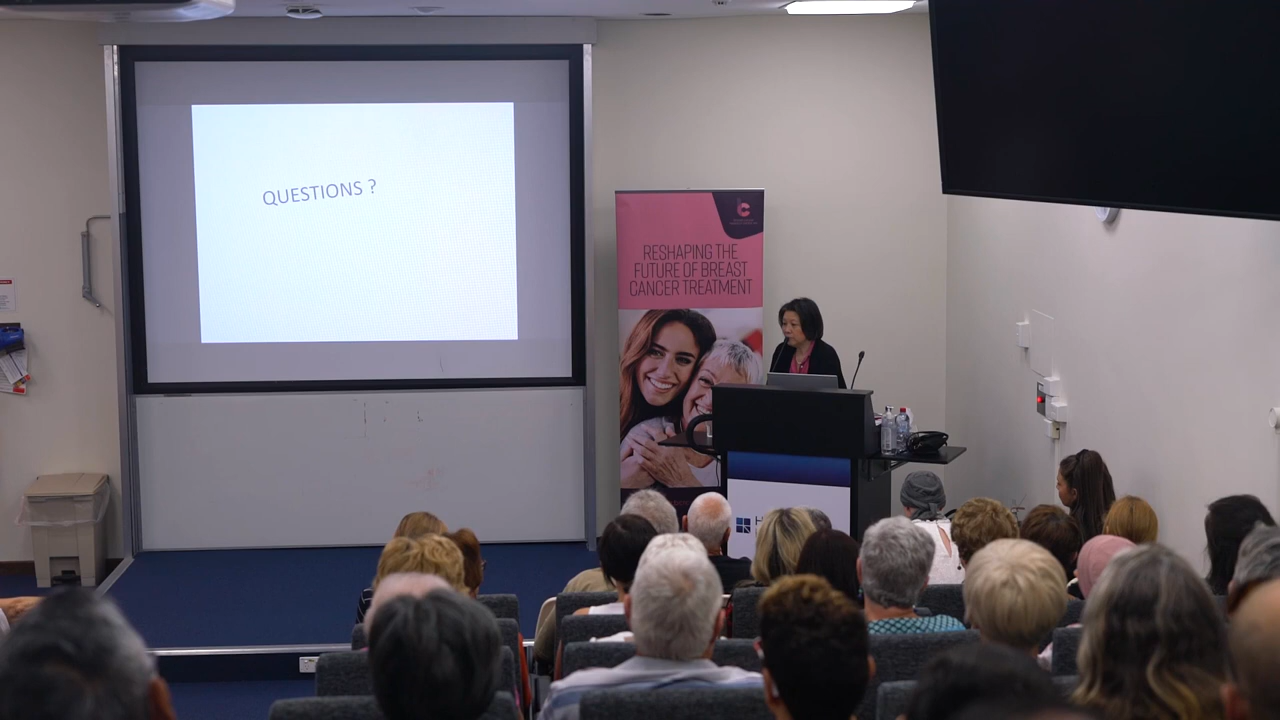 QUESTIONS ?
RESHAPING THE
FUTURE OF BREAST
CANCER TREATMENT